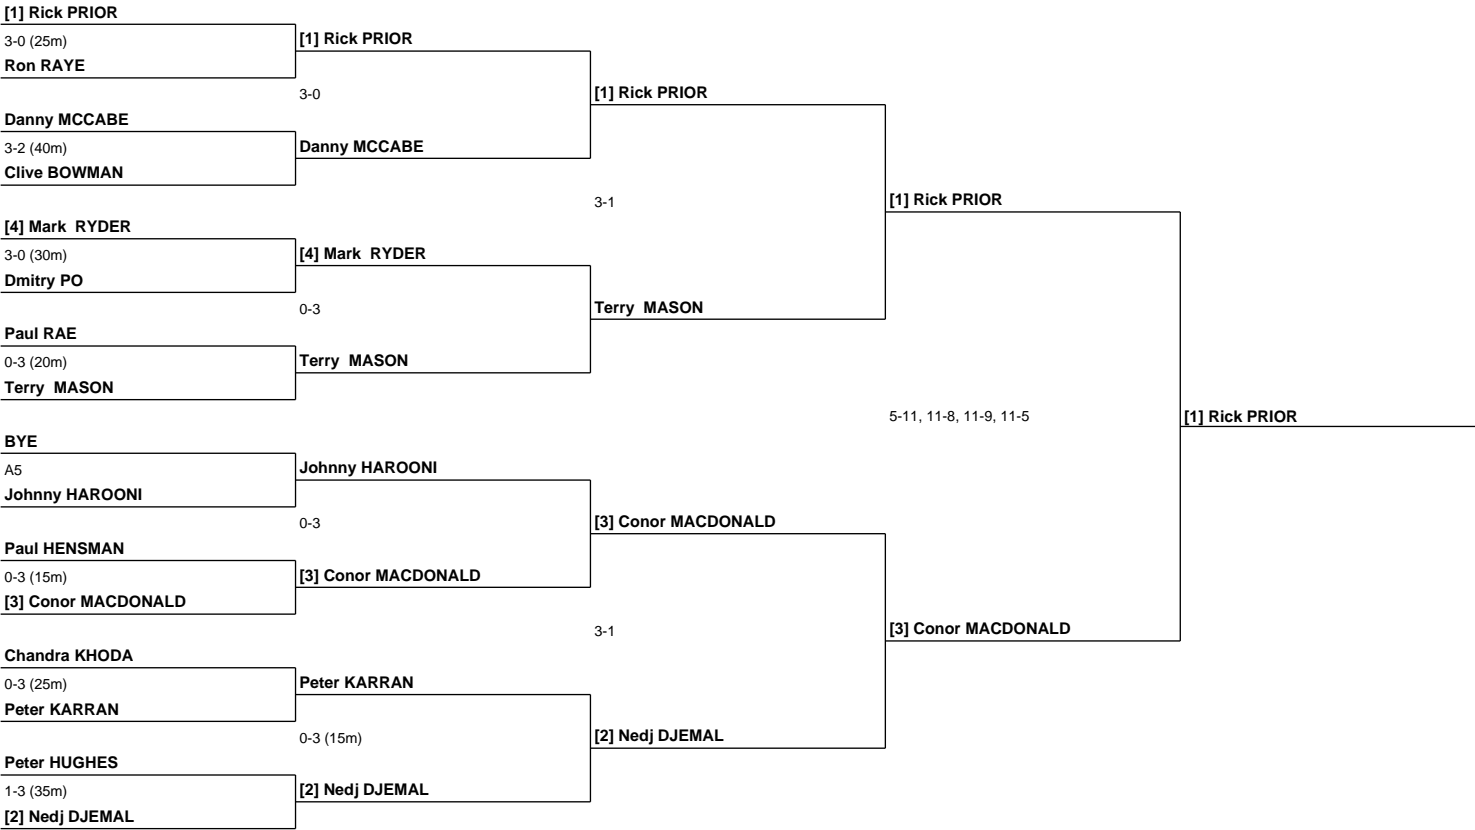 [1] Rick PRIOR
3-0 (25m)
Ron RAYE
Danny MCCABE
3-2 (40m)
Clive BOWMAN
[4] Mark  RYDER
3-0 (30m)
Dmitry PO
Paul RAE
0-3 (20m)
Terry  MASON
BYE
A5
Johnny HAROONI
Paul HENSMAN
0-3 (15m)
[3] Conor MACDONALD
Chandra KHODA
0-3 (25m)
Peter KARRAN
Peter HUGHES
1-3 (35m)
[2] Nedj DJEMAL
[1] Rick PRIOR
3-0
Danny MCCABE
[4] Mark  RYDER
0-3
Terry  MASON
Johnny HAROONI
0-3
[3] Conor MACDONALD
Peter KARRAN
0-3 (15m)
[2] Nedj DJEMAL
[1] Rick PRIOR
3-1
Terry  MASON
[3] Conor MACDONALD
3-1
[2] Nedj DJEMAL
[1] Rick PRIOR
5-11, 11-8, 11-9, 11-5
[3] Conor MACDONALD
[1] Rick PRIOR